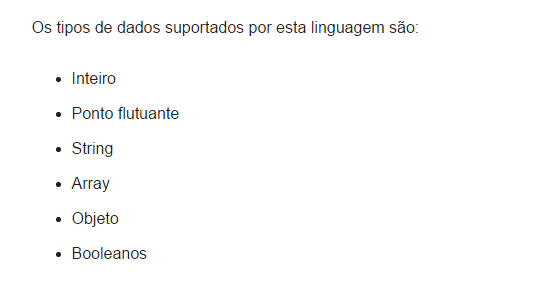 Os tipos de dados suportados por esta linguagem são:
• Inteiro
• Ponto flutuante
• String
• Array
• Objeto
• Booleanos